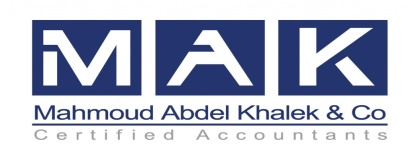 MAK
Mahmoud Abdel Khalek & Co
Certified Accountants